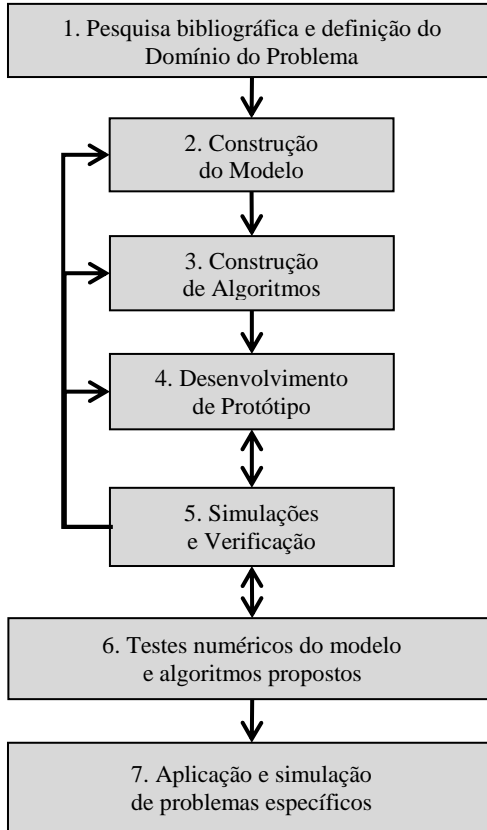 1. Pesquisa bibliográfica e definição do
Domínio do Problema
2. Construção
do Modelo
3. Construção
de Algoritmos
4. Desenvolvimento
de Protótipo
5. Simulações
e Verificação
6. Testes numéricos do modelo
e algoritmos propostos
7. Aplicação e simulação
de problemas específicos